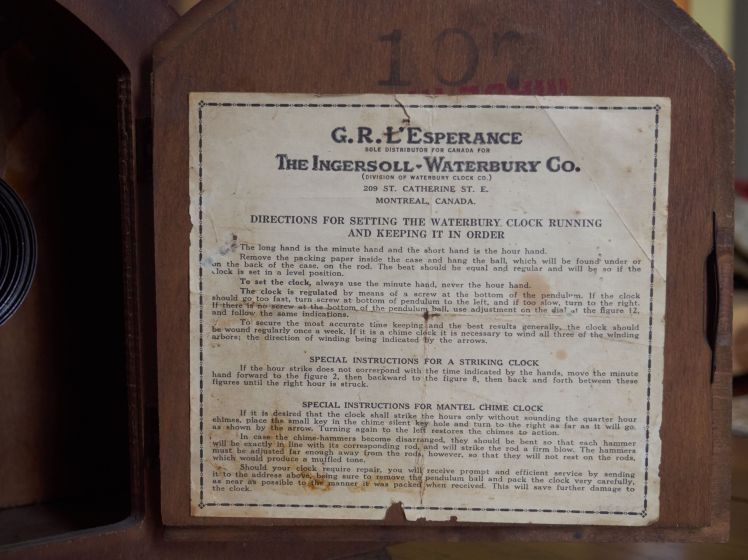 107
G. R. L'ESPERANCE
SOLE DISTRIBUTOR FOR CANADA FOR
THE INGERSOLL-WATERBURY CO.
(DIVISION OF WATERBURY CLOCK CO.)
209 ST. CATHERINE ST. E.
MONTREAL, CANADA.
DIRECTIONS FOR SETTING THE WATERBURY CLOCK RUNNING
AND KEEPING IT IN ORDER
The long hand is the minute hand and the short hand is the hour hand.
Remove the packing paper inside the case and hang the ball, which will be found under or
on the back of the case, on the rod. The beat should be equal and regular and will be so if the
clock is set in a level position.
To set the clock, always use the minute hand, never the hour hand.
The clock is regulated by means of a screw at the bottom of the pendulum. If the clock
should go too fast, turn screw at bottom of pendulum to the left, and if too slow, turn to the right.
If there is no screw at the bottom of the pendulum ball, use adjustment on the dial at the figure 12,
and follow the same indications.
To secure the most accurate time keeping and the best results generally, the clock should
be wound regularly once a week. If it is a chime clock it is necessary to wind all three of the winding
arbors; the direction of winding being indicated by the arrows.
SPECIAL INSTRUCTIONS FOR A STRIKING CLOCK
If the hour strike does not correspond with the time indicated by the hands, move the minute
hand forward to the figure 2, then backward to the figure 8, then back and forth between these
figures until the right hour is struck.
SPECIAL INSTRUCTIONS FOR MANTEL CHIME CLOCK
If it is desired that the clock shall strike the hours only without sounding the quarter hour
chimes, place the small key in the chime silent key hole and turn to the right as far as it will go,
as shown by the arrow. Turning again to the left restores the chimes to action.
In case the chime-hammers become disarranged, they should be bent so that each hammer
will be exactly in line with its corresponding rod, and will strike the rod a firm blow. The hammers
must be adjusted far enough away from the rods, however, so that they will not rest on the rods,
which would produce a muffled tone.
Should your clock require repair, you will receive prompt and efficient service by sending
it to the address above, being sure to remove the pendulum ball and pack the clock very carefully,
as near as possible to the manner it was packed when received. This will save further damage to
the clock.